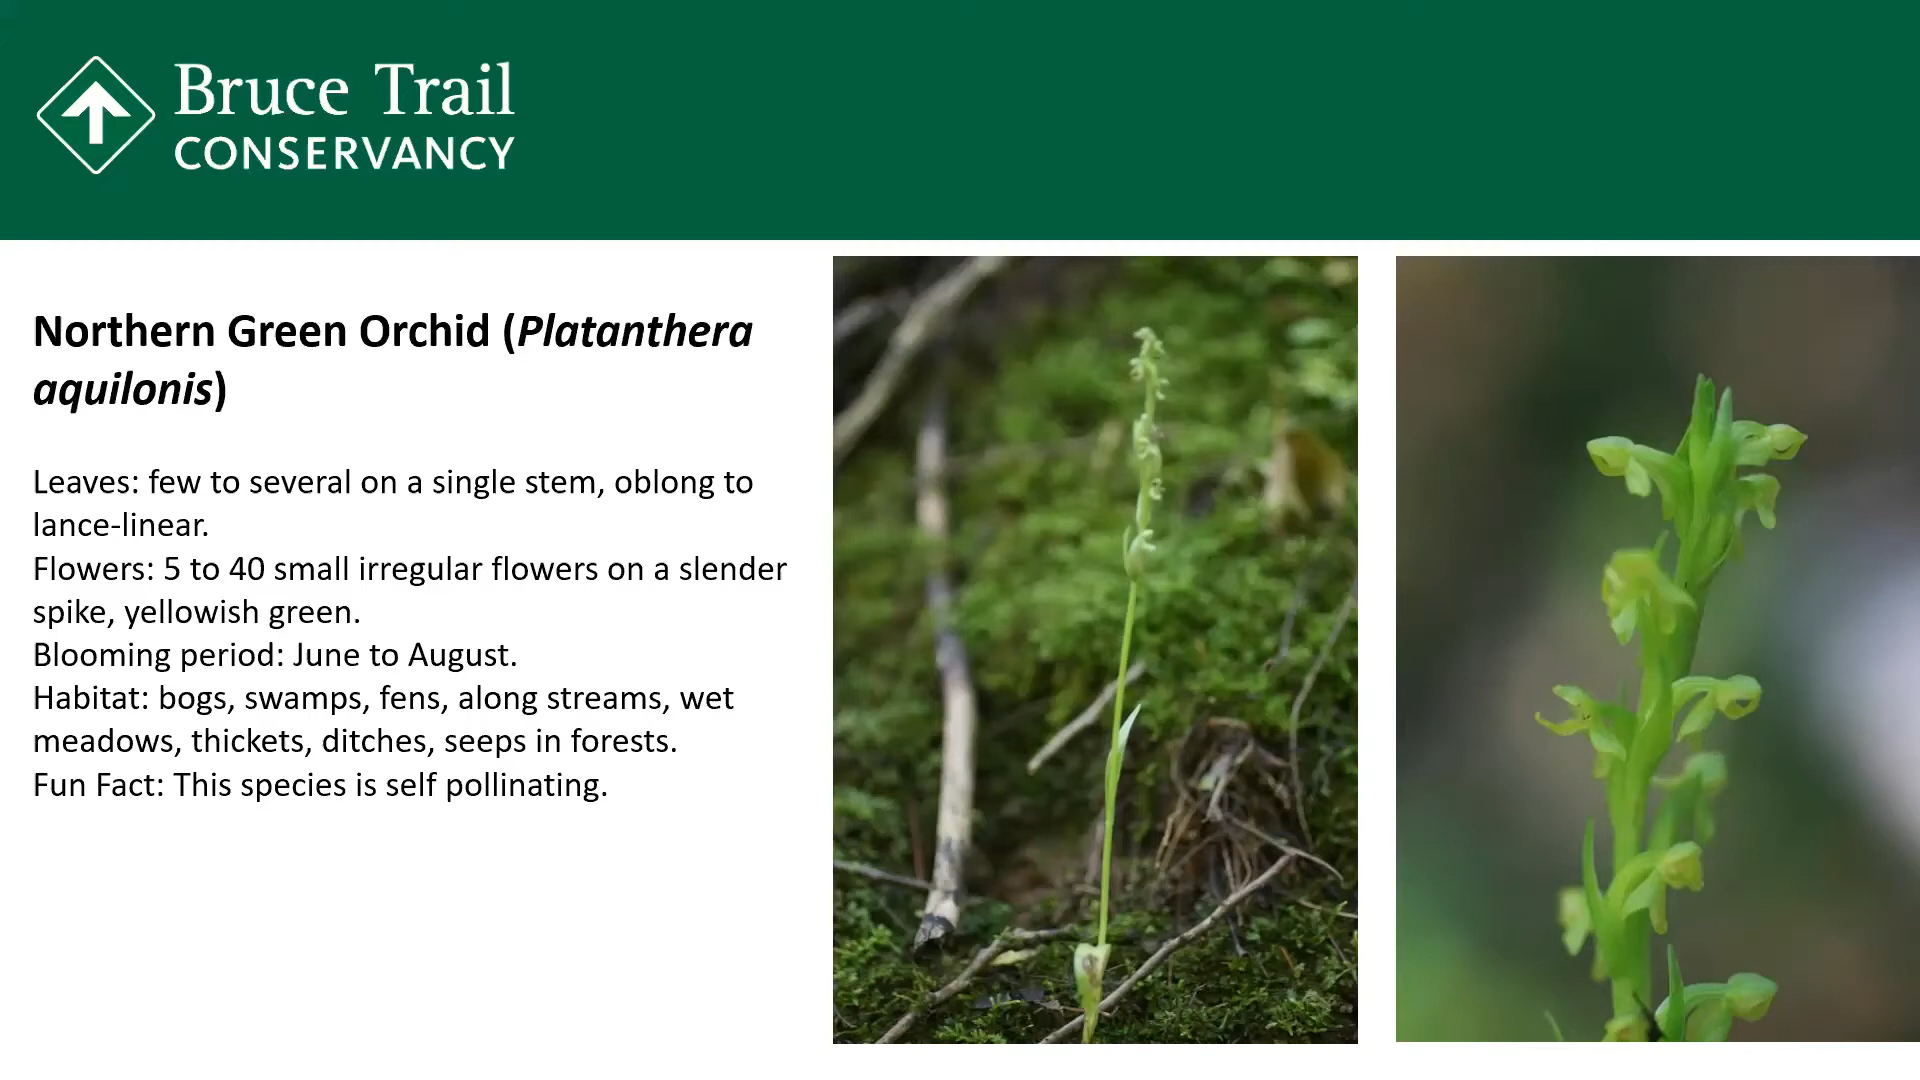 Bruce Trail
CONSERVANCY
Northern Green Orchid (Platanthera
aquilonis)
Leaves: few to several on a single stem, oblong to
lance-linear.
Flowers: 5 to 40 small irregular flowers on a slender
spike, yellowish green.
Blooming period: June to August.
Habitat: bogs, swamps, fens, along streams, wet
meadows, thickets, ditches, seeps in forests.
Fun Fact: This species is self pollinating.